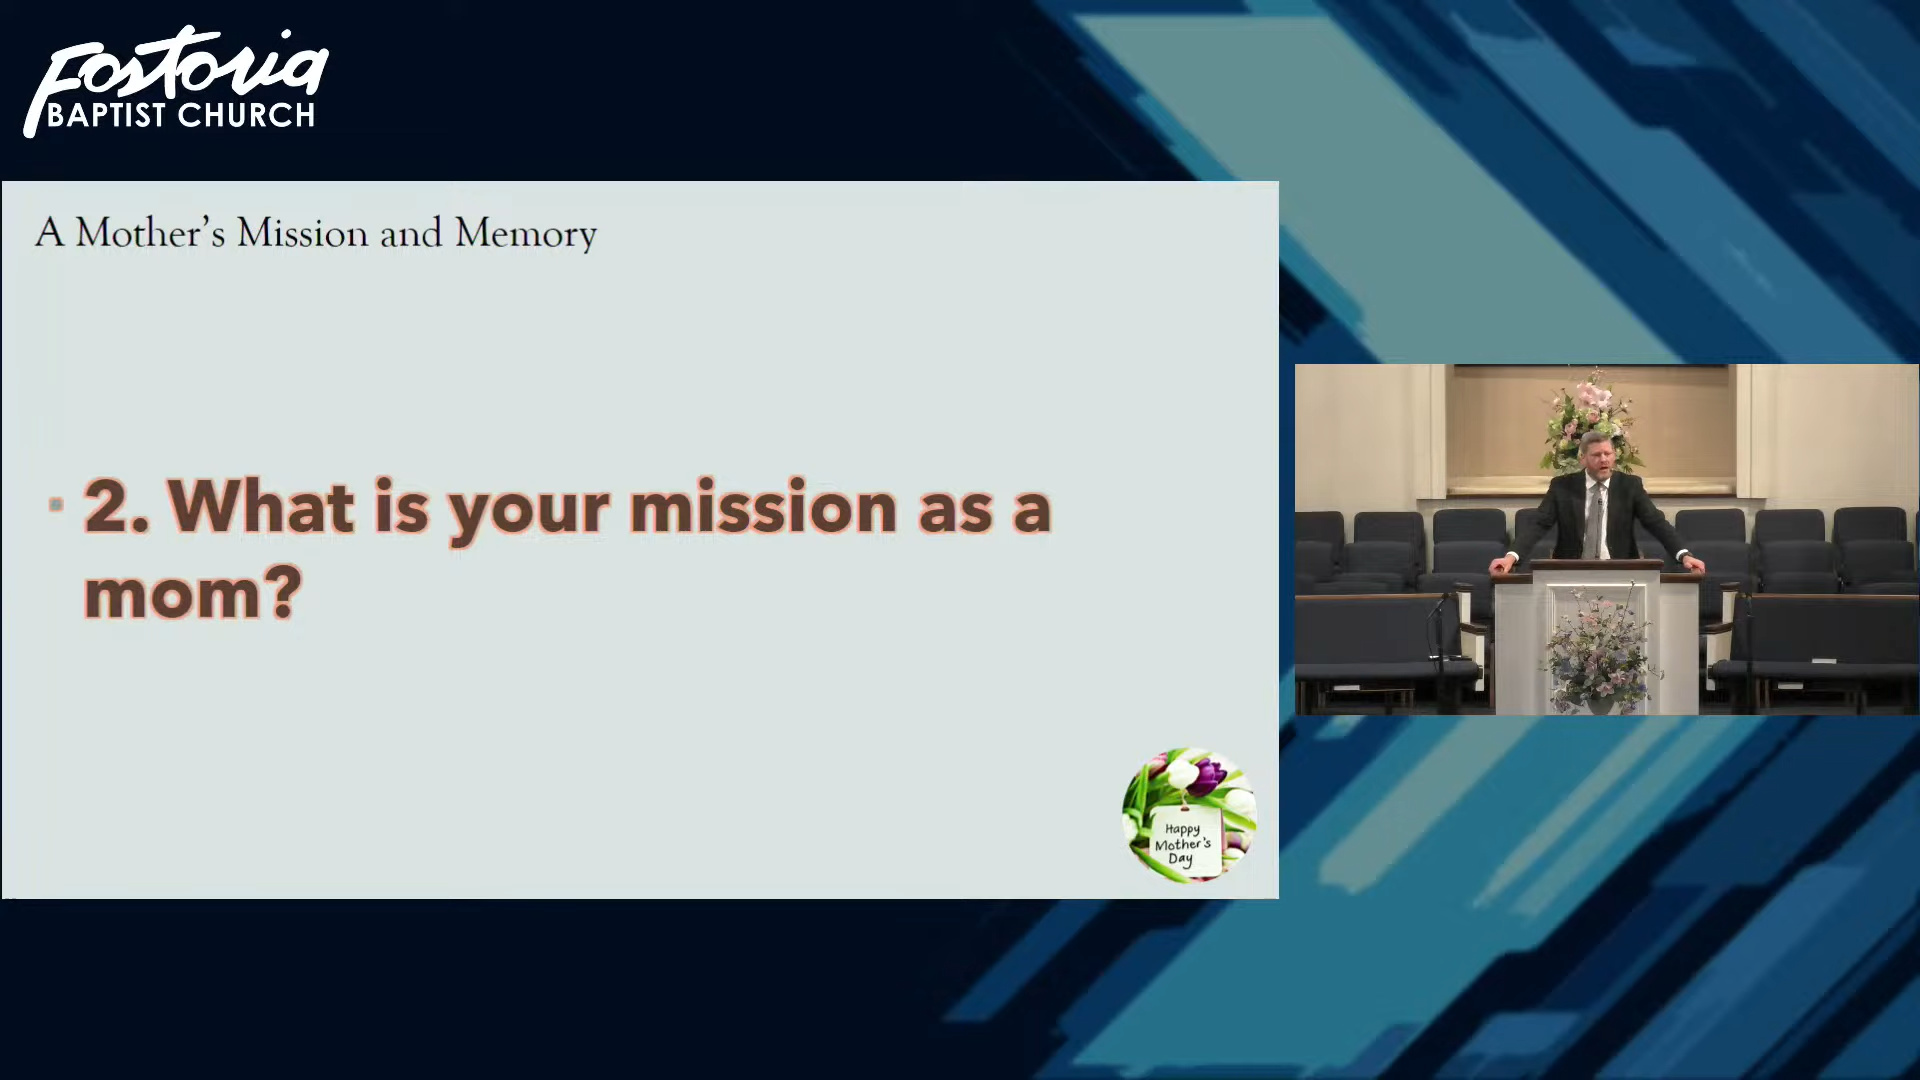 Fostoria
BAPTIST CHURCH
A Mother's Mission and Memory
2. What is your mission as a
mom?
Happy
Mother's
Day